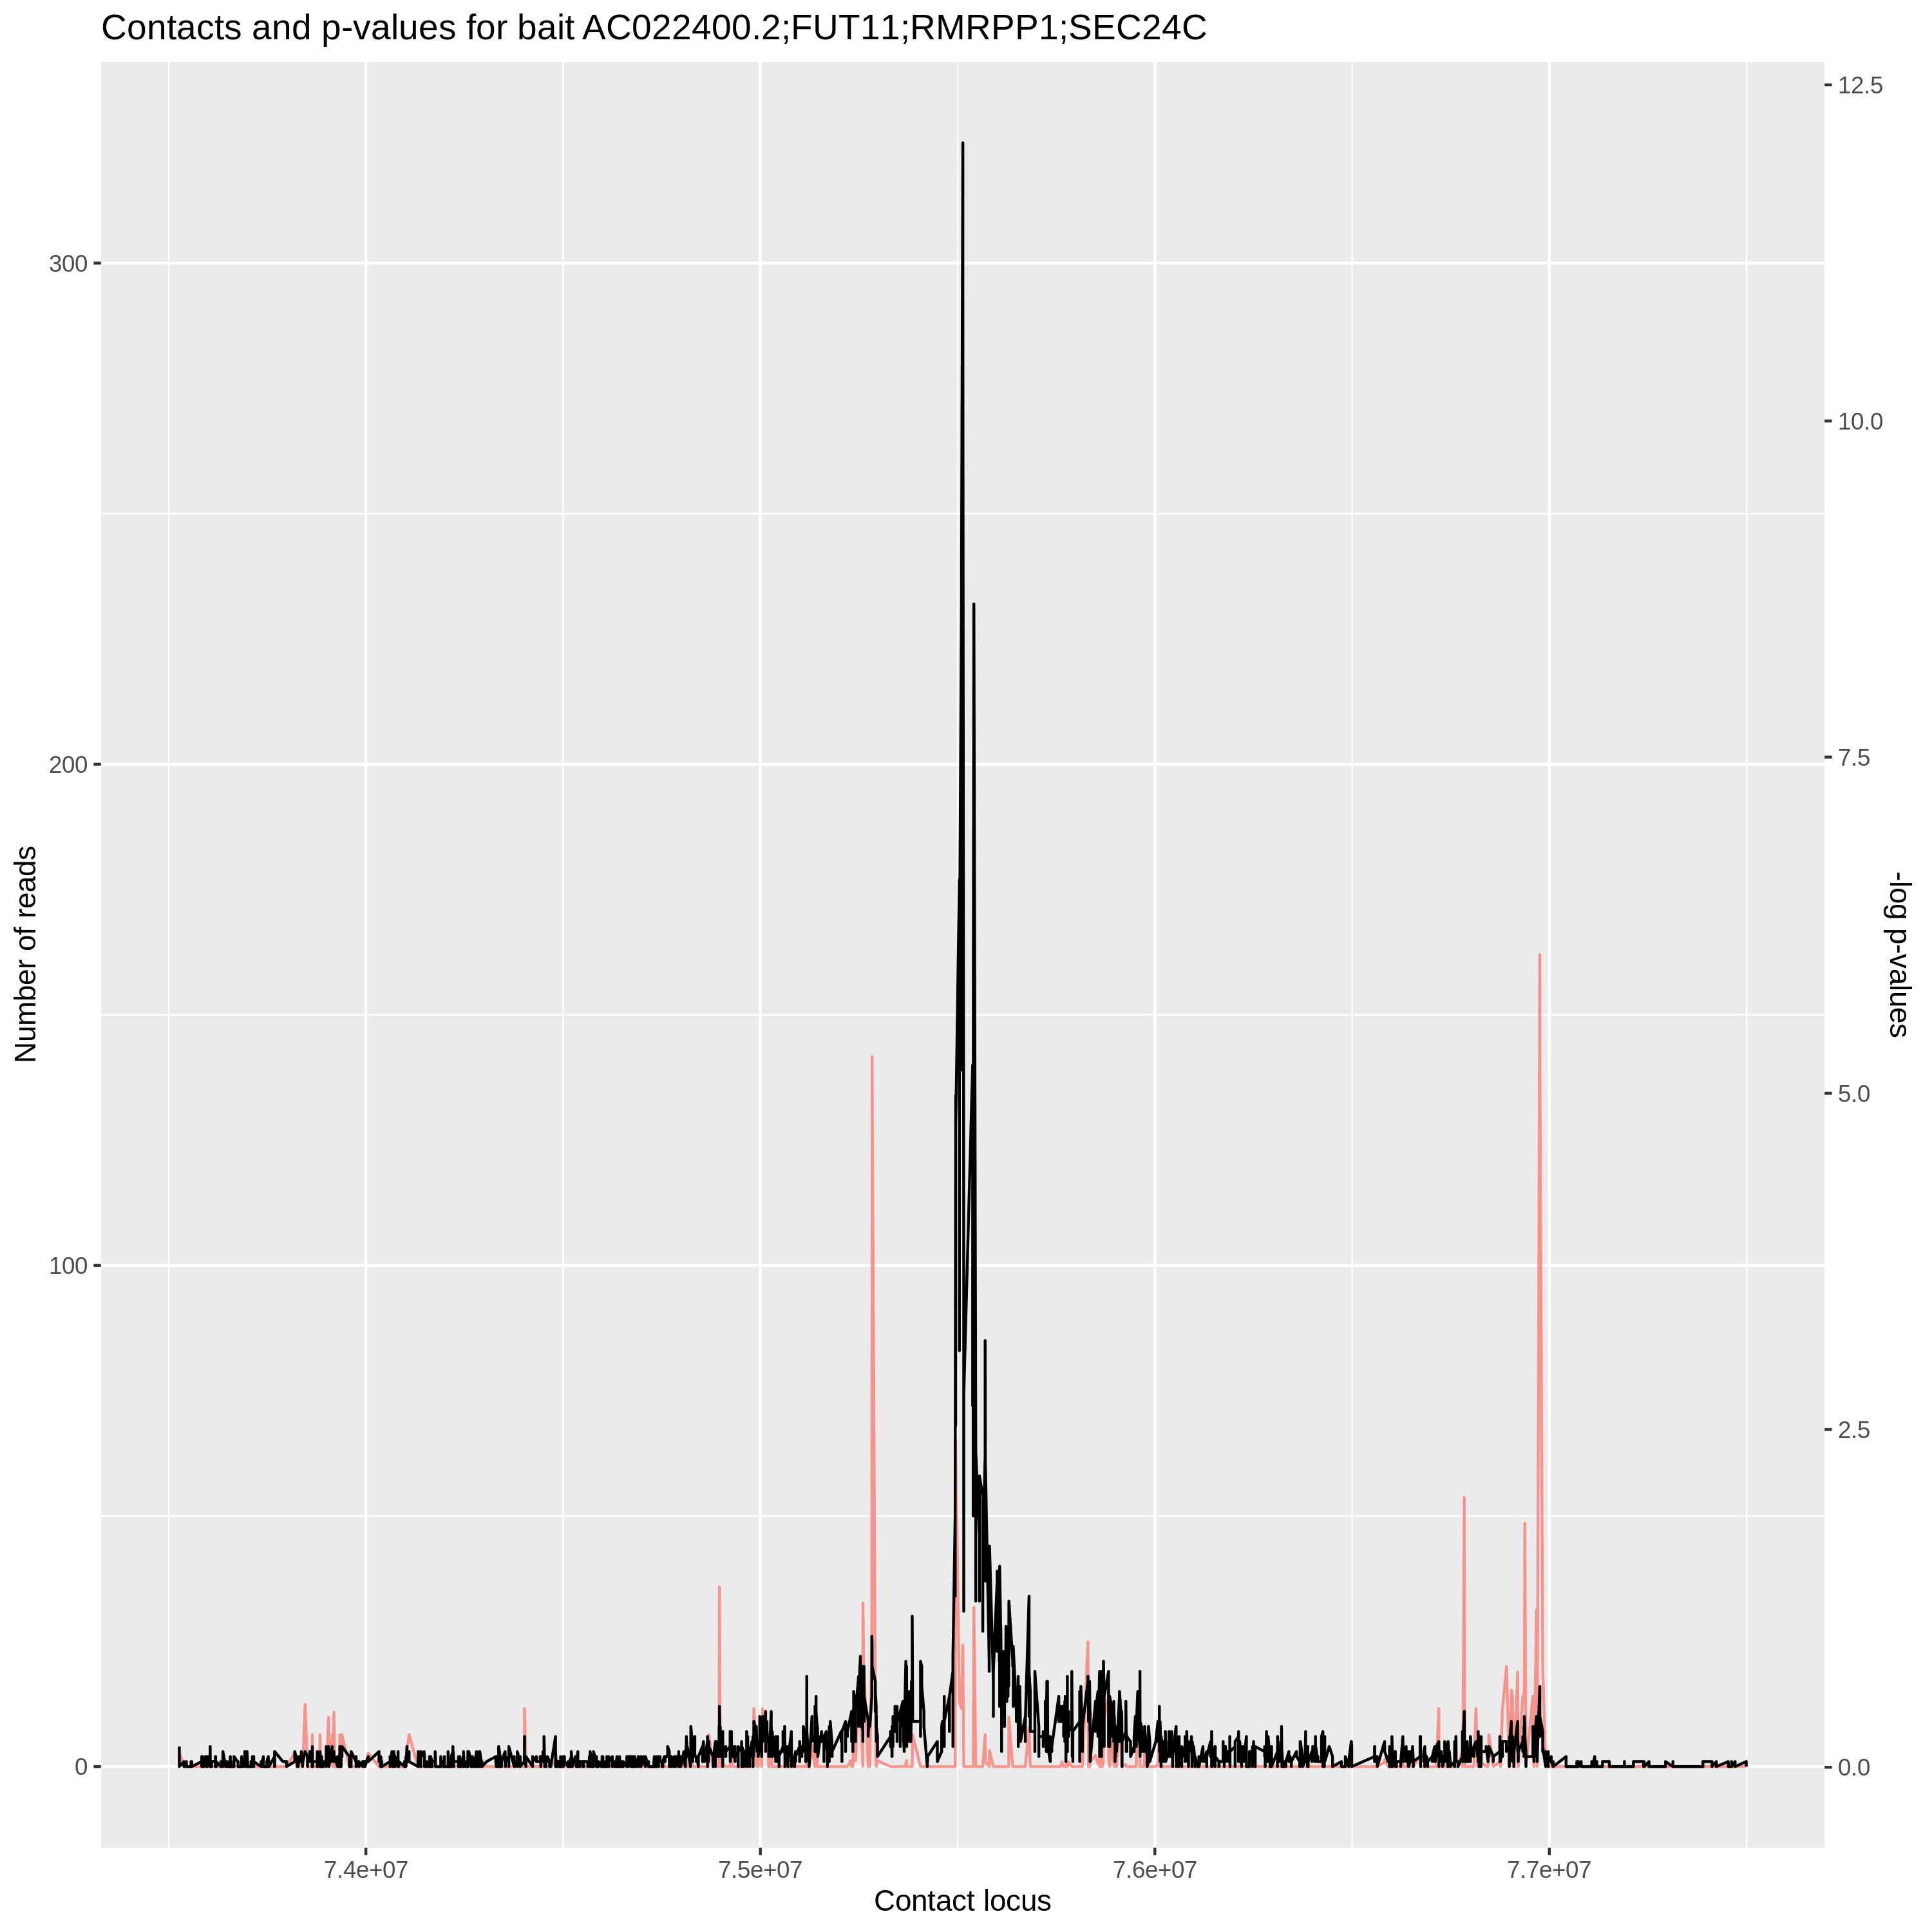 Contacts and p-values for bait AC022400.2;FUT11;RMRPP1;SEC24C
12.5
300
10.0
200
7.5
Number of reads
-log p-values
5.0
100
2.5
0
0.0
7.4e+07
7.5e+07
7.6e+07
7.7e+07
Contact locus